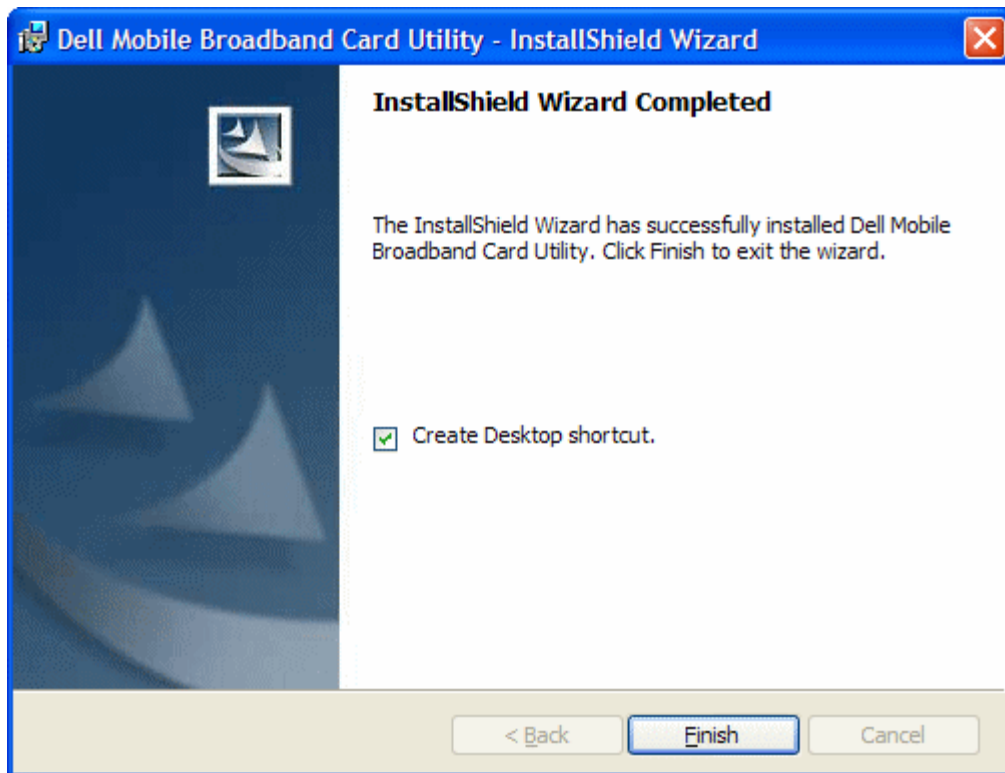 Dell Mobile Broadband Card Utility - InstallShield Wizard
InstallShield Wizard Completed
The InstallShield Wizard has successfully installed Dell Mobile
Broadband Card Utility. Click Finish to exit the wizard.
Create Desktop shortcut.
< Back Finish Cancel